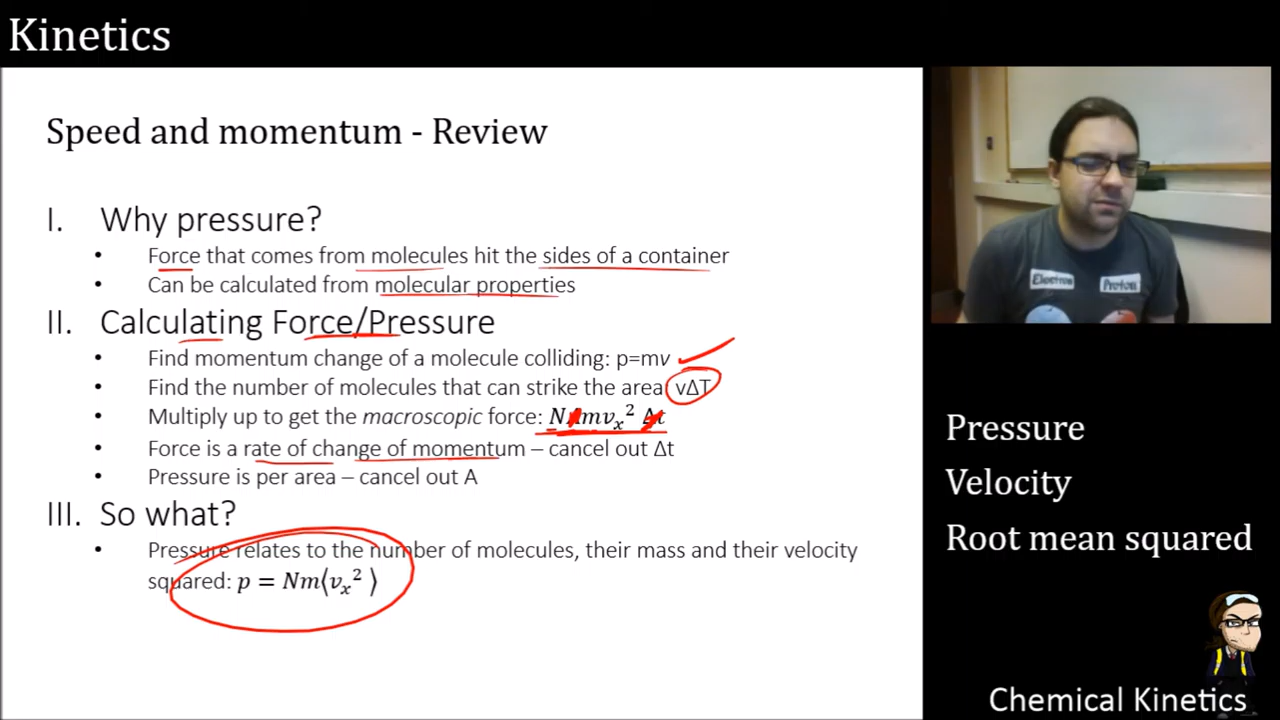 Kinetics
Speed and momentum - Review
I. Why pressure?
• Force that comes from molecules hit the sides of a container
• Can be calculated from molecular properties
II. Calculating Force/Pressure
• Find momentum change of a molecule colliding: p=mv
• Find the number of molecules that can strike the area: vΔT
• Multiply up to get the macroscopic force: N mvₓ² Δt
• Force is a rate of change of momentum – cancel out Δt
• Pressure is per area – cancel out A
III. So what?
• Pressure relates to the number of molecules, their mass and their velocity
squared: p = Nm⟨vₓ²⟩
Electron
Proton
Pressure
Velocity
Root mean squared
Chemical Kinetics